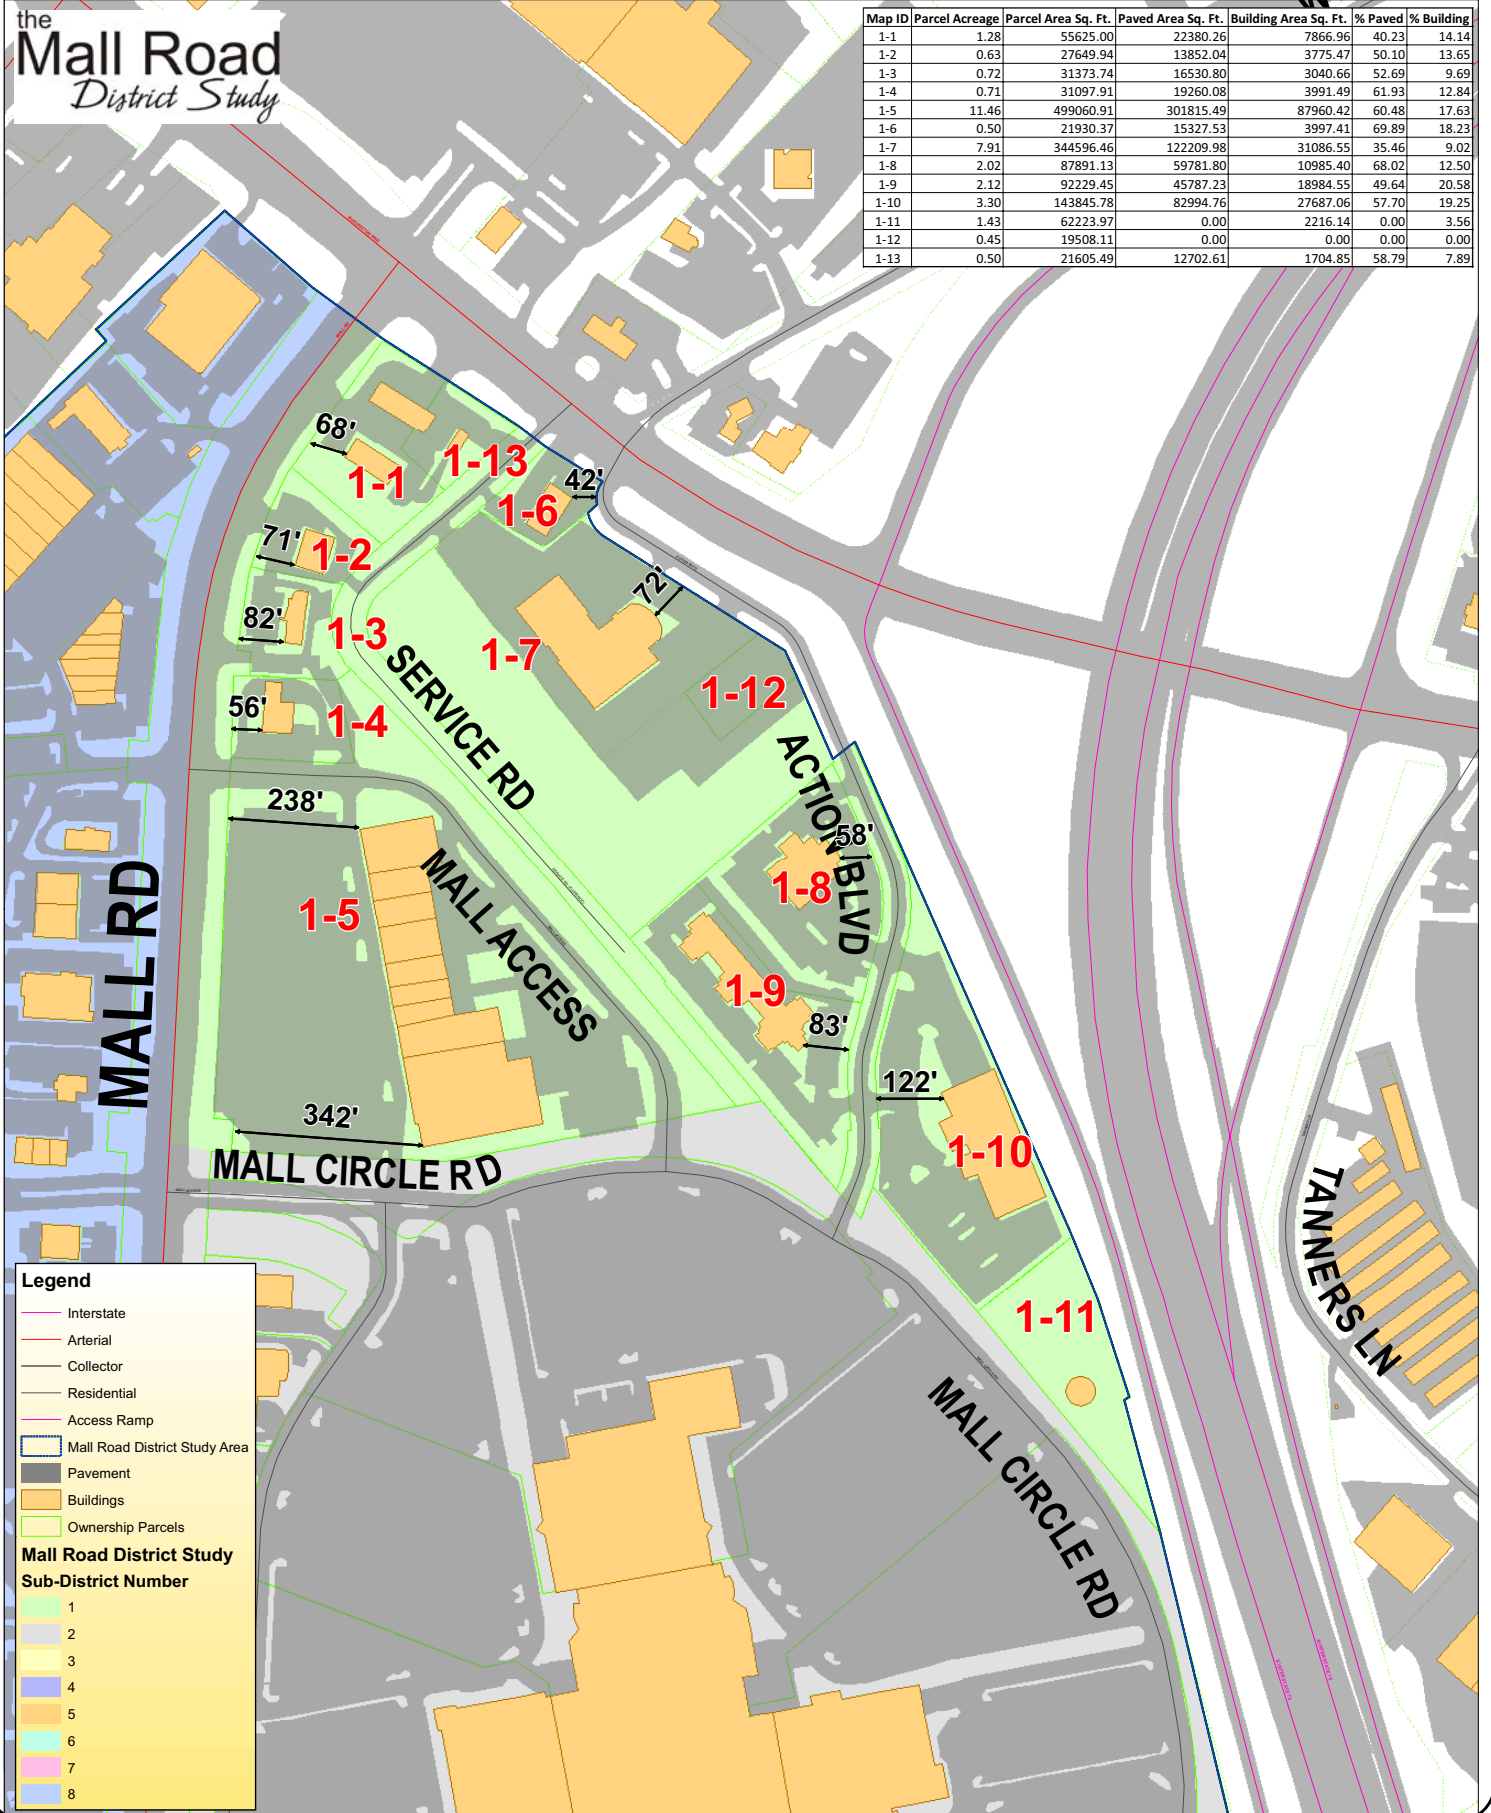 the
Mall Road
District Study
Map ID Parcel Acreage Parcel Area Sq. Ft. Paved Area Sq. Ft. Building Area Sq. Ft. % Paved % Building
1-1 1.28 55625.00 22380.26 7866.96 40.23 14.14
1-2 0.63 27649.94 13852.04 3775.47 50.10 13.65
1-3 0.72 31373.74 16530.80 3040.66 52.69 9.69
1-4 0.71 31097.91 19260.08 3991.49 61.93 12.84
1-5 11.46 499060.91 301815.49 87960.42 60.48 17.63
1-6 0.50 21930.37 15327.53 3997.41 69.89 18.23
1-7 7.91 344596.46 122209.98 31086.55 35.46 9.02
1-8 2.02 87891.13 59781.80 10985.40 68.02 12.50
1-9 2.12 92229.45 45787.23 18984.55 49.64 20.58
1-10 3.30 143845.78 82994.76 27687.06 57.70 19.25
1-11 1.43 62223.97 0.00 2216.14 0.00 3.56
1-12 0.45 19508.11 0.00 0.00 0.00 0.00
1-13 0.50 21605.49 12702.61 1704.85 58.79 7.89
68'
1-1
1-13
42'
1-6
71'
1-2
72'
82'
1-3
1-7
SERVICE RD
1-12
56'
1-4
ACTION BLVD
238'
58'
1-5
MALL ACCESS
1-8
MALL RD
1-9
83'
122'
342'
1-10
MALL CIRCLE RD
TANNERS LN
1-11
MALL CIRCLE RD
Legend
Interstate
Arterial
Collector
Residential
Access Ramp
Mall Road District Study Area
Pavement
Buildings
Ownership Parcels
Mall Road District Study
Sub-District Number
1
2
3
4
5
6
7
8